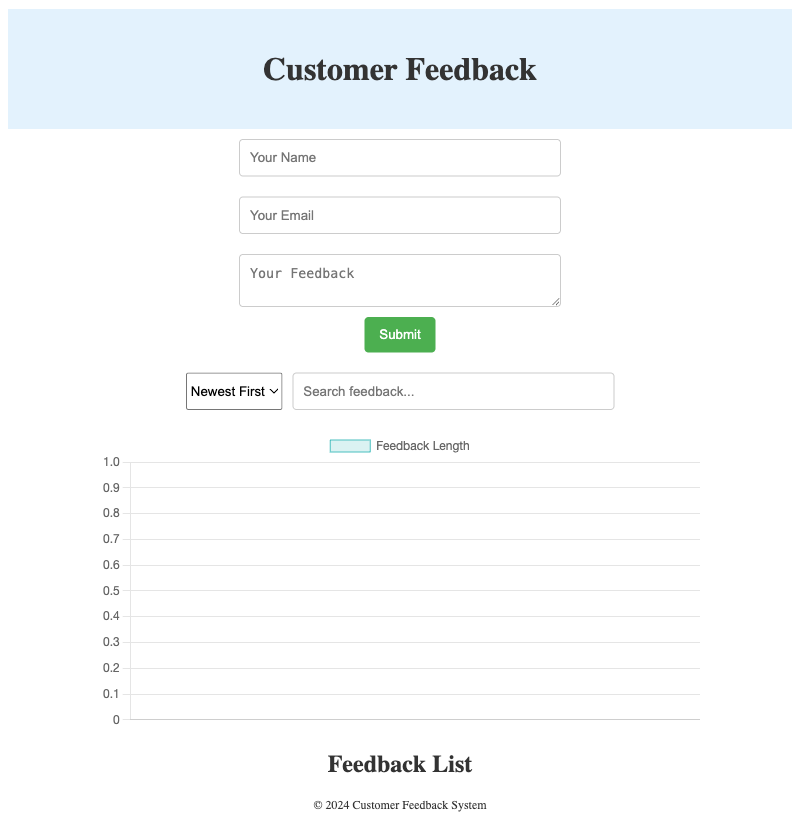 Customer Feedback
Your Name
Your Email
Your Feedback
Submit
Newest First
Search feedback...
Feedback Length
1.0
0.9
0.8
0.7
0.6
0.5
0.4
0.3
0.2
0.1
0
Feedback List
© 2024 Customer Feedback System